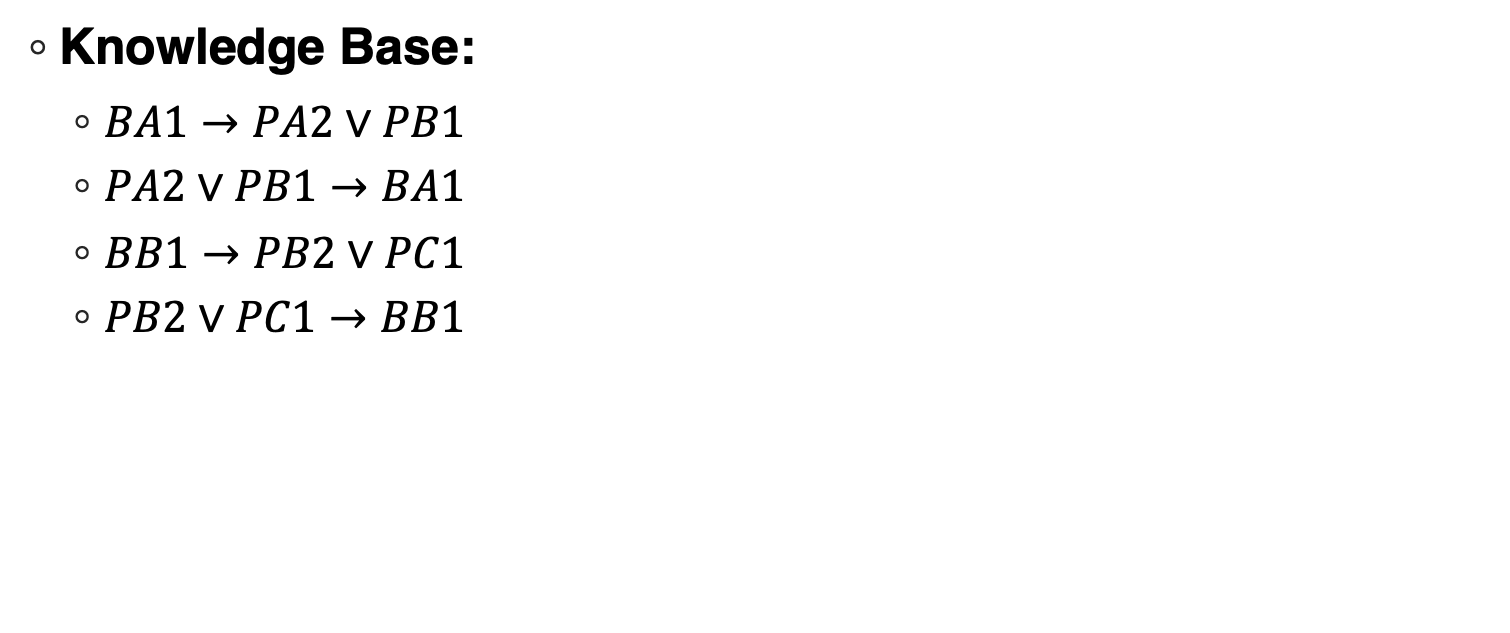 ◦ Knowledge Base:
◦ 𝐵𝐴1 → 𝑃𝐴2 ∨ 𝑃𝐵1
◦ 𝑃𝐴2 ∨ 𝑃𝐵1 → 𝐵𝐴1
◦ 𝐵𝐵1 → 𝑃𝐵2 ∨ 𝑃𝐶1
◦ 𝑃𝐵2 ∨ 𝑃𝐶1 → 𝐵𝐵1